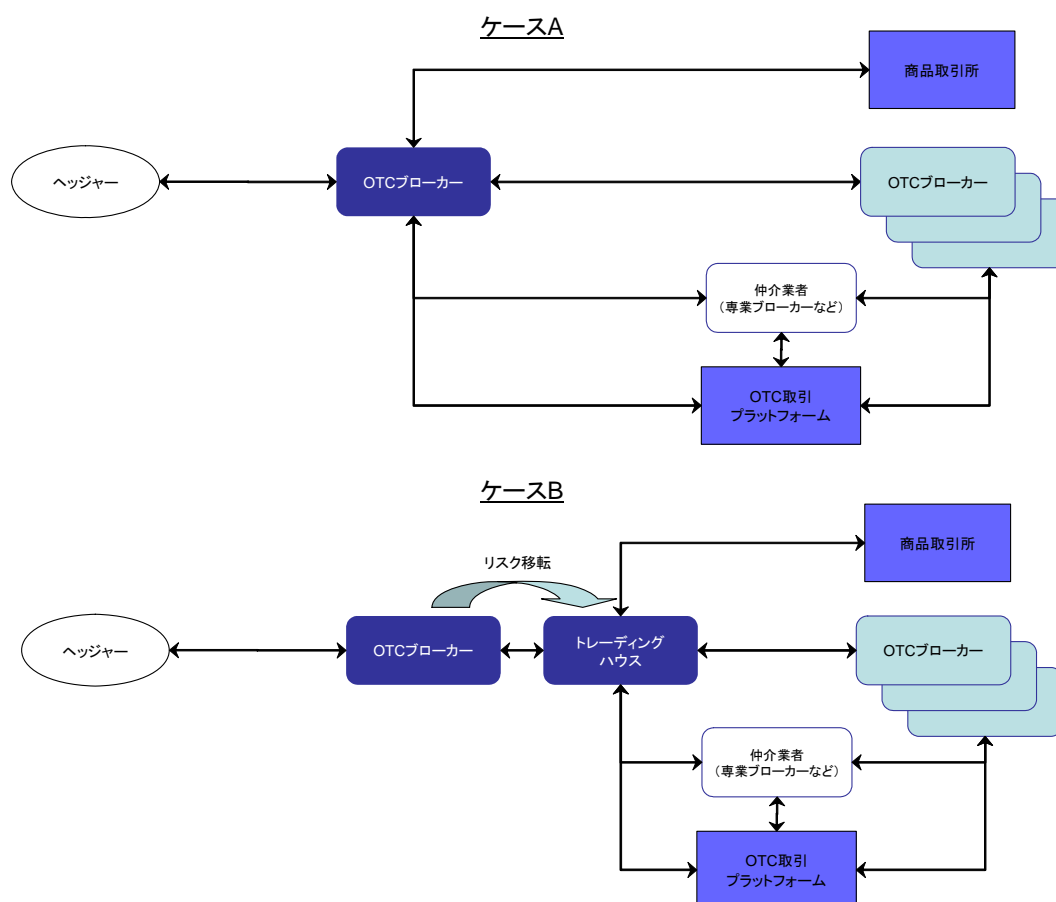 ケースA
商品取引所
ヘッジャー
OTCブローカー
OTCブローカー
仲介業者
(専業ブローカーなど)
OTC取引
プラットフォーム
ケースB
商品取引所
リスク移転
ヘッジャー
OTCブローカー
トレーディング
ハウス
OTCブローカー
仲介業者
(専業ブローカーなど)
OTC取引
プラットフォーム